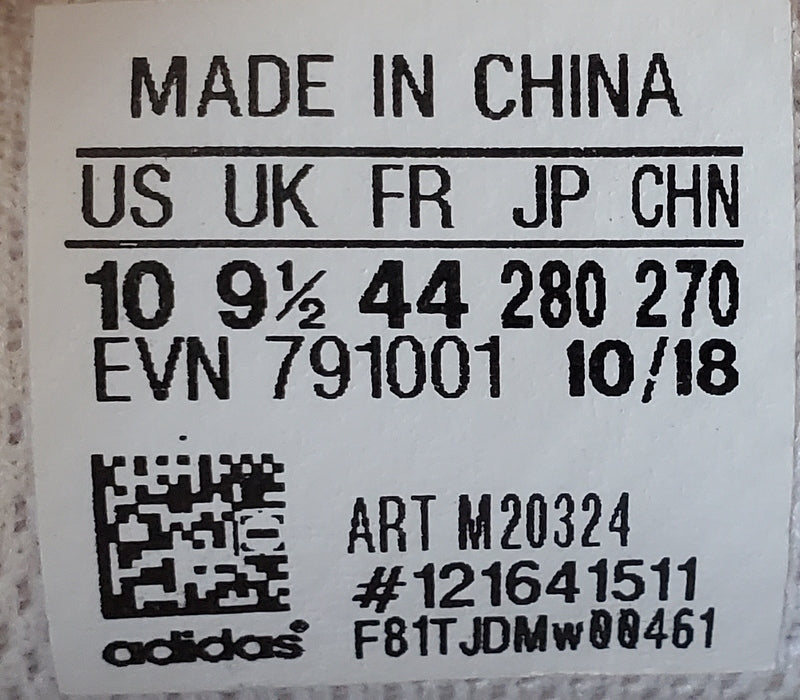 MADE IN CHINA
US UK FR JP CHN
10 9½ 44 280 270
EVN 791001 10/18
ART M20324
#121641511
adidas® F81TJDMw00461